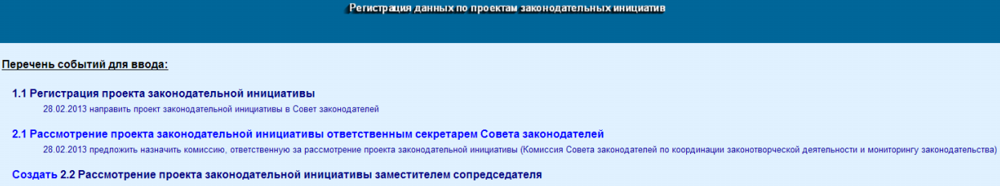 Регистрация данных по проектам законодательных инициатив
Перечень событий для ввода:
1.1 Регистрация проекта законодательной инициативы
28.02.2013 направить проект законодательной инициативы в Совет законодателей
2.1 Рассмотрение проекта законодательной инициативы ответственным секретарем Совета законодателей
28.02.2013 предложить назначить комиссию, ответственную за рассмотрение проекта законодательной инициативы (Комиссия Совета законодателей по координации законотворческой деятельности и мониторингу законодательства)
Создать 2.2 Рассмотрение проекта законодательной инициативы заместителем сопредседателя